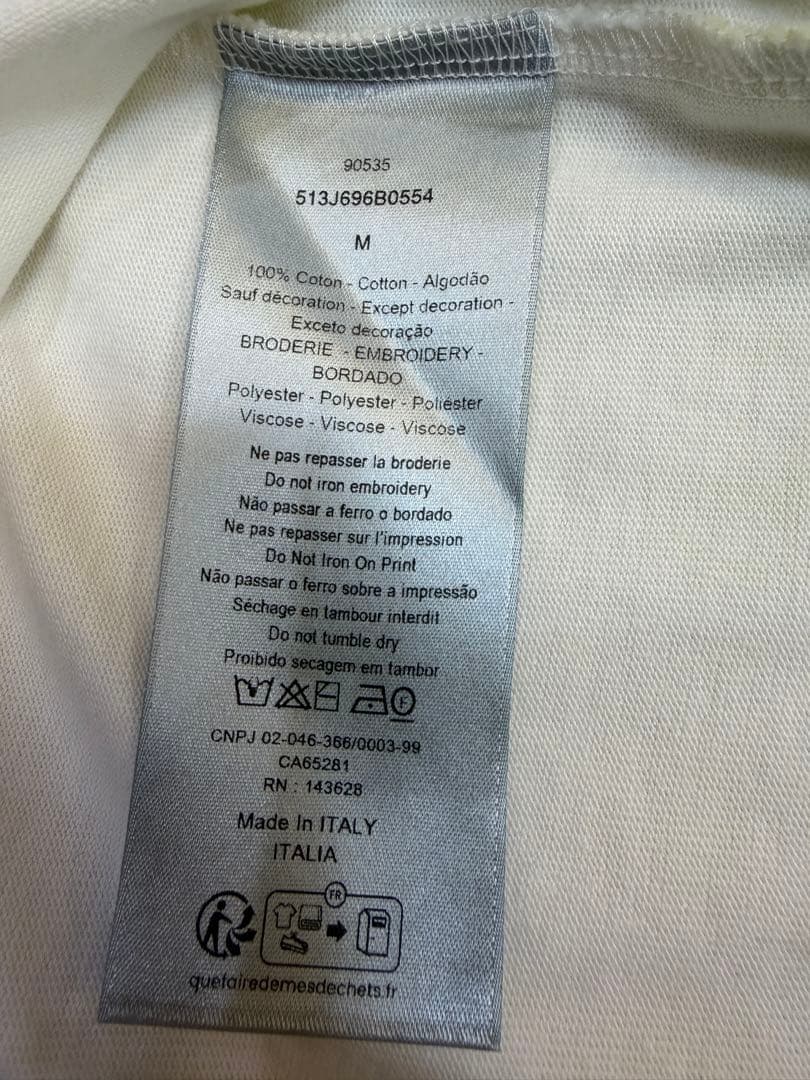 90535
513J696B0554
M
100% Coton - Cotton - Algodão
Sauf décoration - Except decoration -
Exceto decoração
BRODERIE - EMBROIDERY -
BORDADO
Polyester - Polyester - Poliéster
Viscose - Viscose - Viscose
Ne pas repasser la broderie
Do not iron embroidery
Não passar a ferro o bordado
Ne pas repasser sur l'impression
Do Not Iron On Print
Não passar o ferro sobre a impressão
Séchage en tambour interdit
Do not tumble dry
Proibido secagem em tambor
F
CNPJ 02-046-366/0003-99
CA65281
RN : 143628
Made In ITALY
ITALIA
FR
quefairedemesdechets.fr